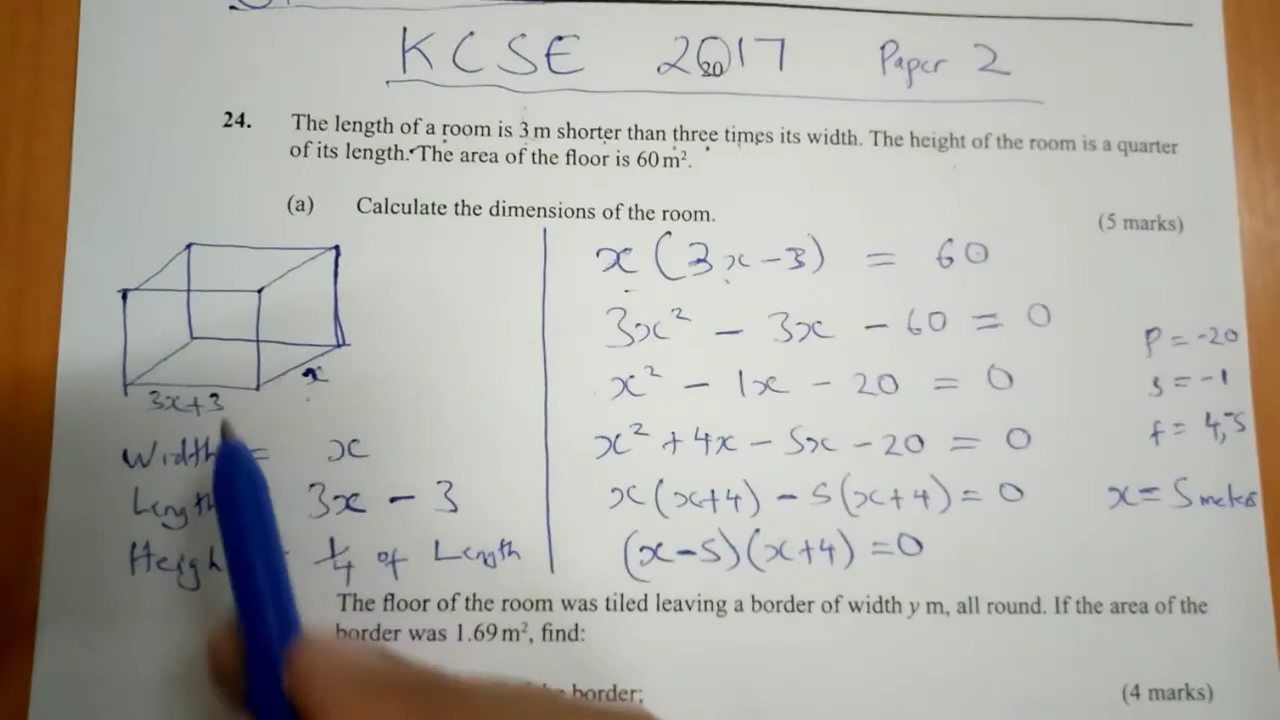 KCSE 2017 Paper 2
20
24. The length of a room is 3 m shorter than three times its width. The height of the room is a quarter
of its length. The area of the floor is 60 m².
(a) Calculate the dimensions of the room.
(5 marks)
3x+3
x
Width = x
Length 3x - 3
Heigh 1/4 of Length
x(3x-3) = 60
3x² - 3x - 60 = 0
x² - 1x - 20 = 0
x² + 4x - 5x - 20 = 0
x(x+4) - 5(x+4) = 0
(x-5)(x+4) = 0
P = -20
s = -1
f = 4,-5
x = 5 meters
The floor of the room was tiled leaving a border of width y m, all round. If the area of the
border was 1.69 m², find:
border;
(4 marks)